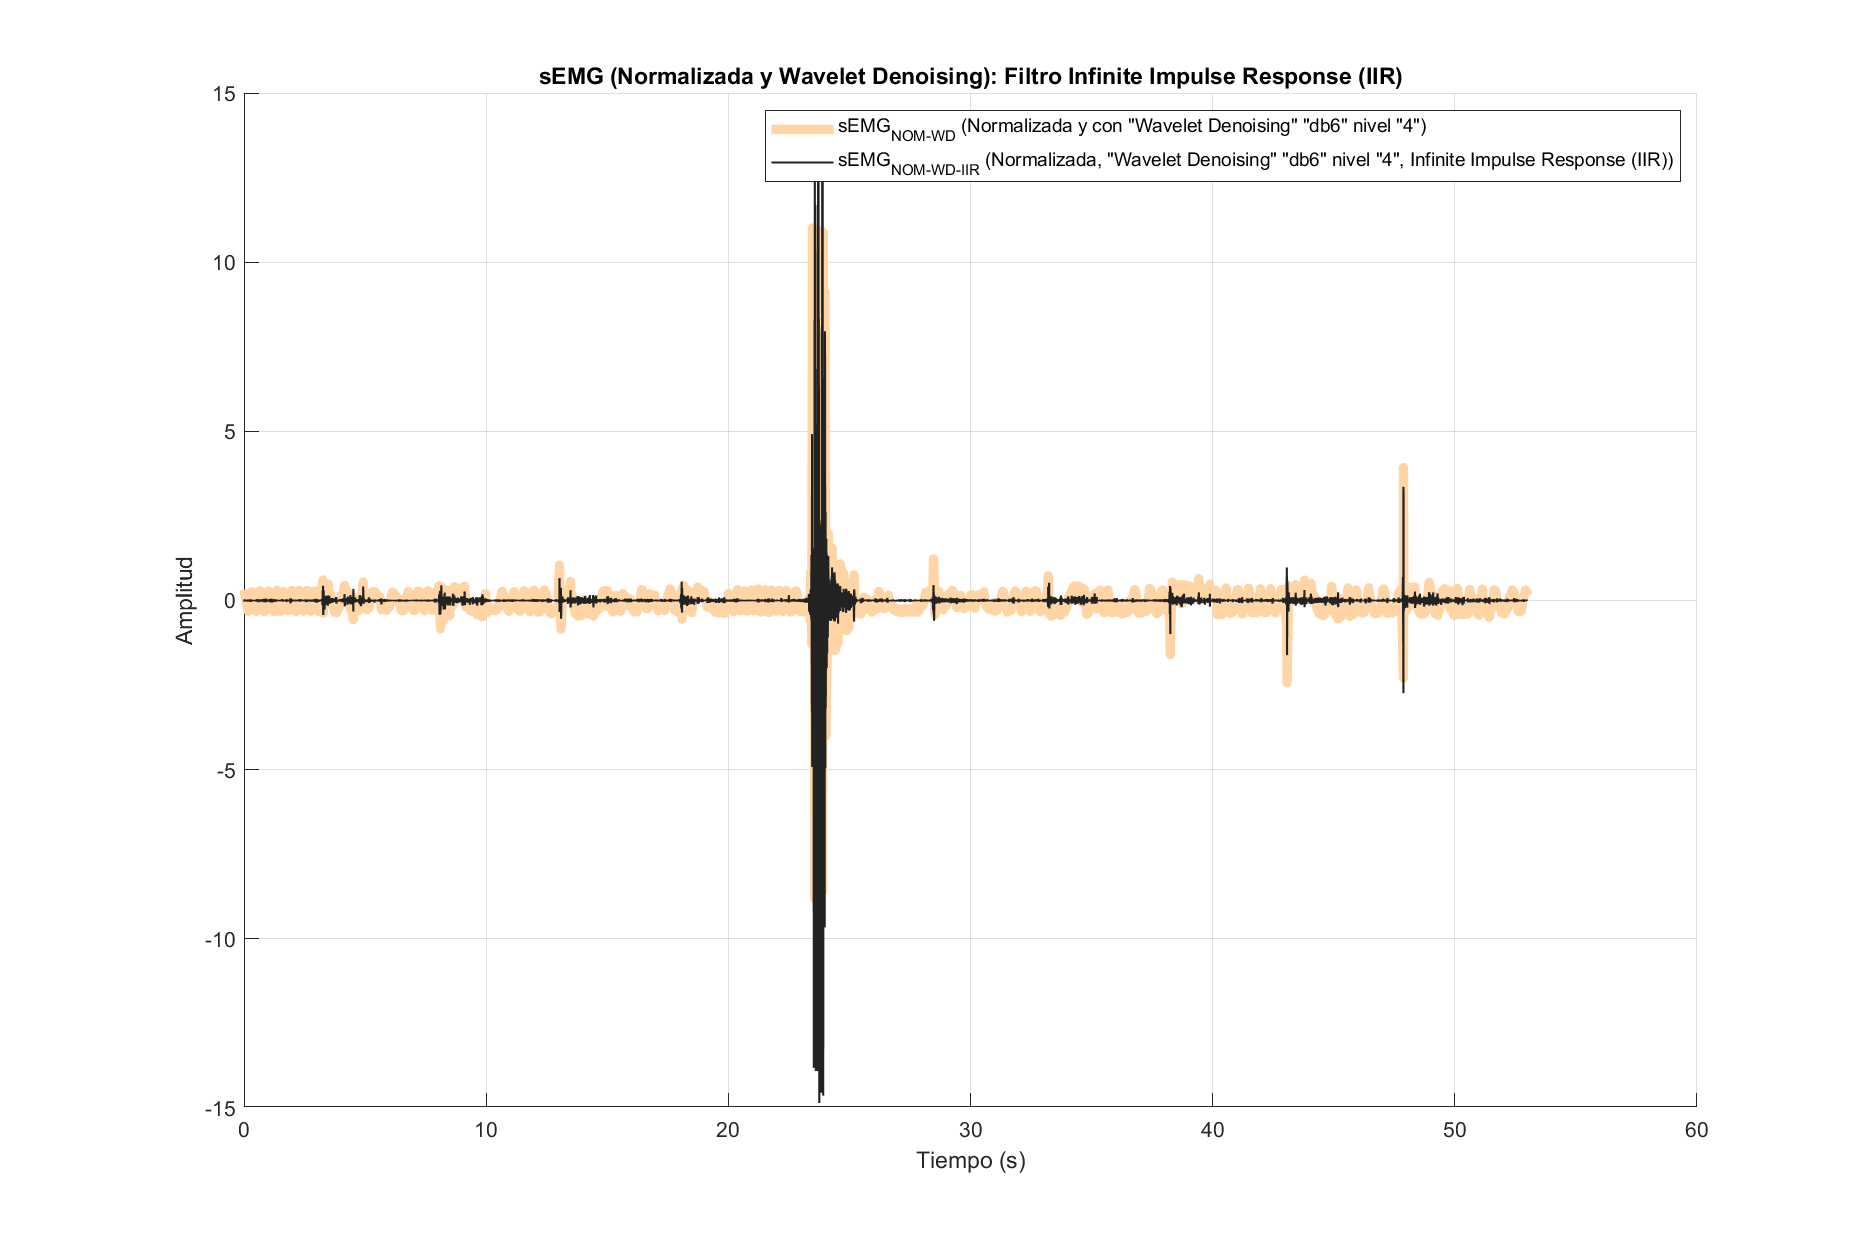 sEMG (Normalizada y Wavelet Denoising): Filtro Infinite Impulse Response (IIR)
sEMG_NOM-WD (Normalizada y con "Wavelet Denoising" "db6" nivel "4")
sEMG_NOM-WD-IIR (Normalizada, "Wavelet Denoising" "db6" nivel "4", Infinite Impulse Response (IIR))
15
10
5
0
-5
-10
-15
Amplitud
0 10 20 30 40 50 60
Tiempo (s)